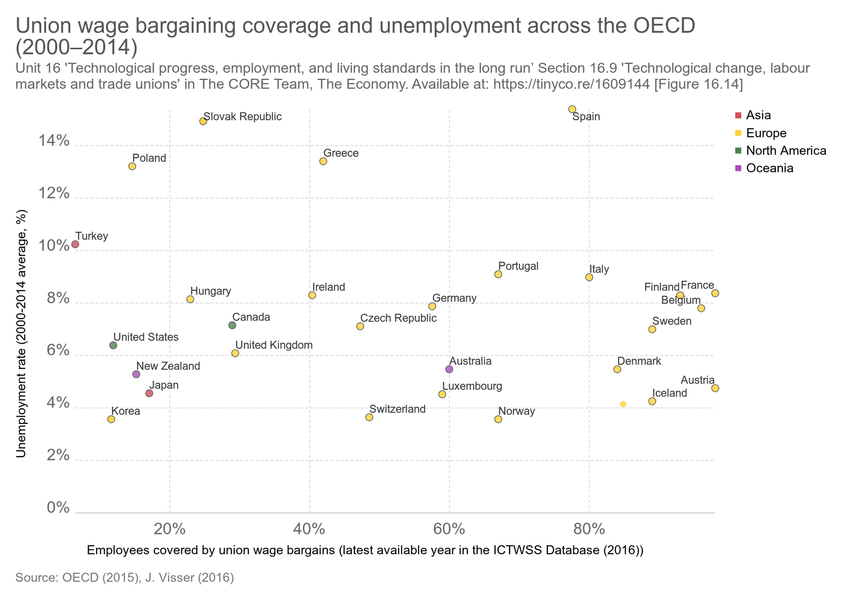 Union wage bargaining coverage and unemployment across the OECD
(2000–2014)
Unit 16 'Technological progress, employment, and living standards in the long run’ Section 16.9 'Technological change, labour
markets and trade unions' in The CORE Team, The Economy. Available at: https://tinyco.re/1609144 [Figure 16.14]
Asia
Europe
North America
Oceania
Unemployment rate (2000-2014 average, %)
14%
12%
10%
8%
6%
4%
2%
0%
Slovak Republic
Spain
Poland
Greece
Turkey
Portugal
Italy
Hungary
Ireland
Germany
Finland
France
Belgium
Canada
Czech Republic
Sweden
United States
United Kingdom
New Zealand
Australia
Denmark
Japan
Luxembourg
Austria
Iceland
Korea
Switzerland
Norway
20%
40%
60%
80%
Employees covered by union wage bargains (latest available year in the ICTWSS Database (2016))
Source: OECD (2015), J. Visser (2016)